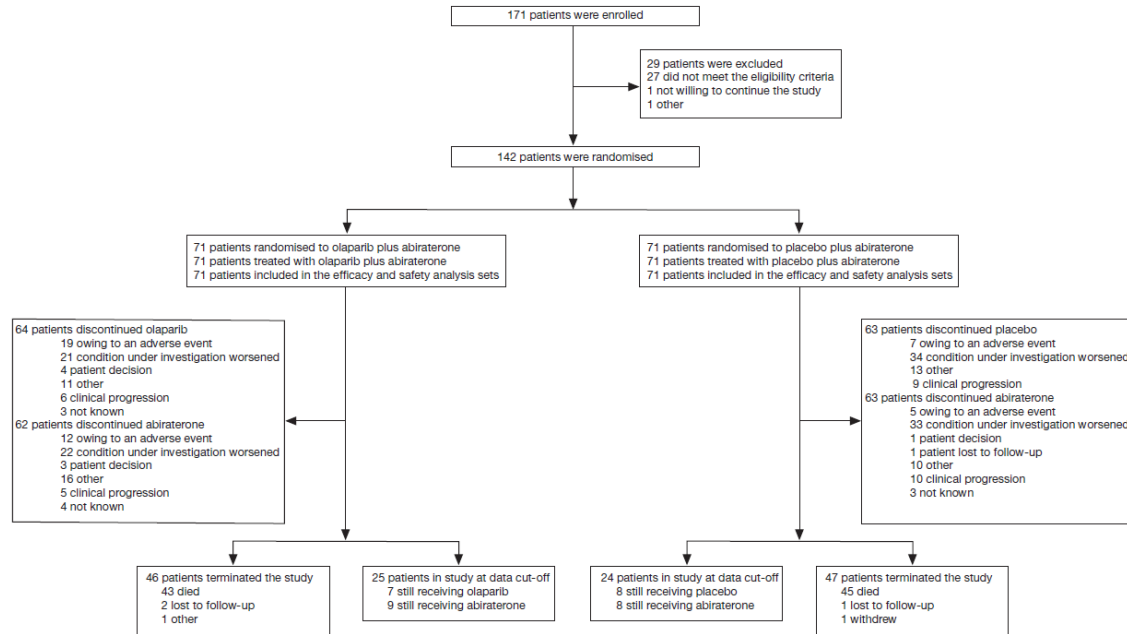 171 patients were enrolled
29 patients were excluded
27 did not meet the eligibility criteria
1 not willing to continue the study
1 other
142 patients were randomised
71 patients randomised to olaparib plus abiraterone
71 patients treated with olaparib plus abiraterone
71 patients included in the efficacy and safety analysis sets
71 patients randomised to placebo plus abiraterone
71 patients treated with placebo plus abiraterone
71 patients included in the efficacy and safety analysis sets
64 patients discontinued olaparib
19 owing to an adverse event
21 condition under investigation worsened
4 patient decision
11 other
6 clinical progression
3 not known
62 patients discontinued abiraterone
12 owing to an adverse event
22 condition under investigation worsened
3 patient decision
16 other
5 clinical progression
4 not known
63 patients discontinued placebo
7 owing to an adverse event
34 condition under investigation worsened
13 other
9 clinical progression
63 patients discontinued abiraterone
5 owing to an adverse event
33 condition under investigation worsened
1 patient decision
1 patient lost to follow-up
10 other
10 clinical progression
3 not known
46 patients terminated the study
43 died
2 lost to follow-up
1 other
25 patients in study at data cut-off
7 still receiving olaparib
9 still receiving abiraterone
24 patients in study at data cut-off
8 still receiving placebo
8 still receiving abiraterone
47 patients terminated the study
45 died
1 lost to follow-up
1 withdrew